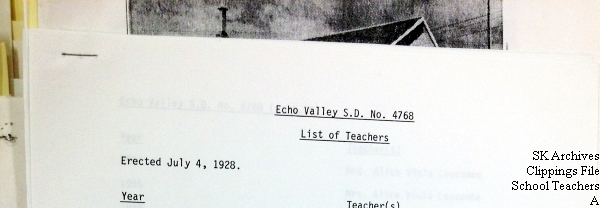 Echo Valley S.D. No. 4768
List of Teachers
Erected July 4, 1928.
Year
Teacher(s)
SK Archives
Clippings File
School Teachers
A